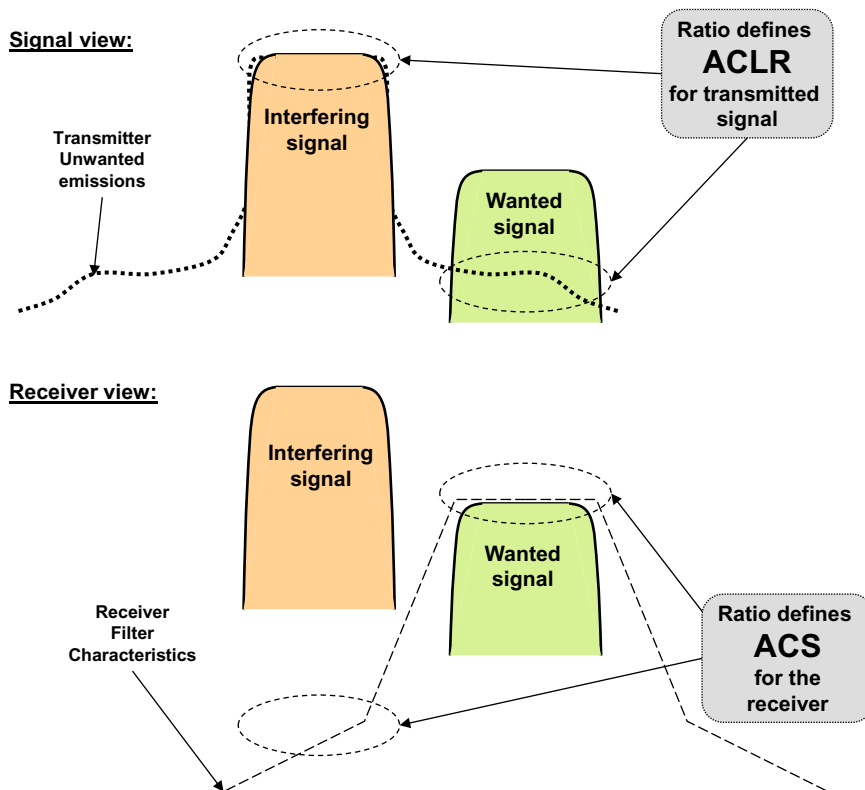 Signal view:
Ratio defines
ACLR
for transmitted
signal
Interfering
signal
Transmitter
Unwanted
emissions
Wanted
signal
Receiver view:
Interfering
signal
Wanted
signal
Receiver
Filter
Characteristics
Ratio defines
ACS
for the
receiver